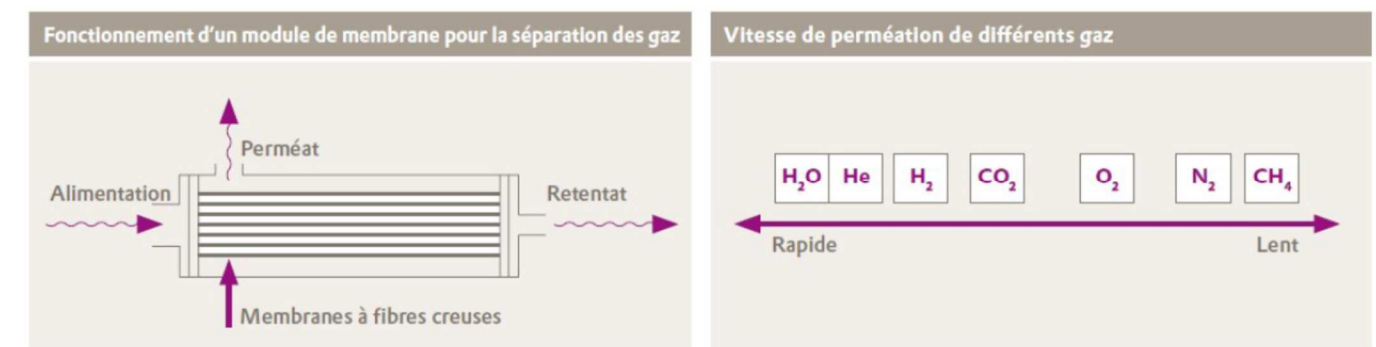 Fonctionnement d'un module de membrane pour la séparation des gaz
Perméat
Alimentation
Retentat
Membranes à fibres creuses
Vitesse de perméation de différents gaz
H₂O He H₂ CO₂ O₂ N₂ CH₄
Rapide
Lent